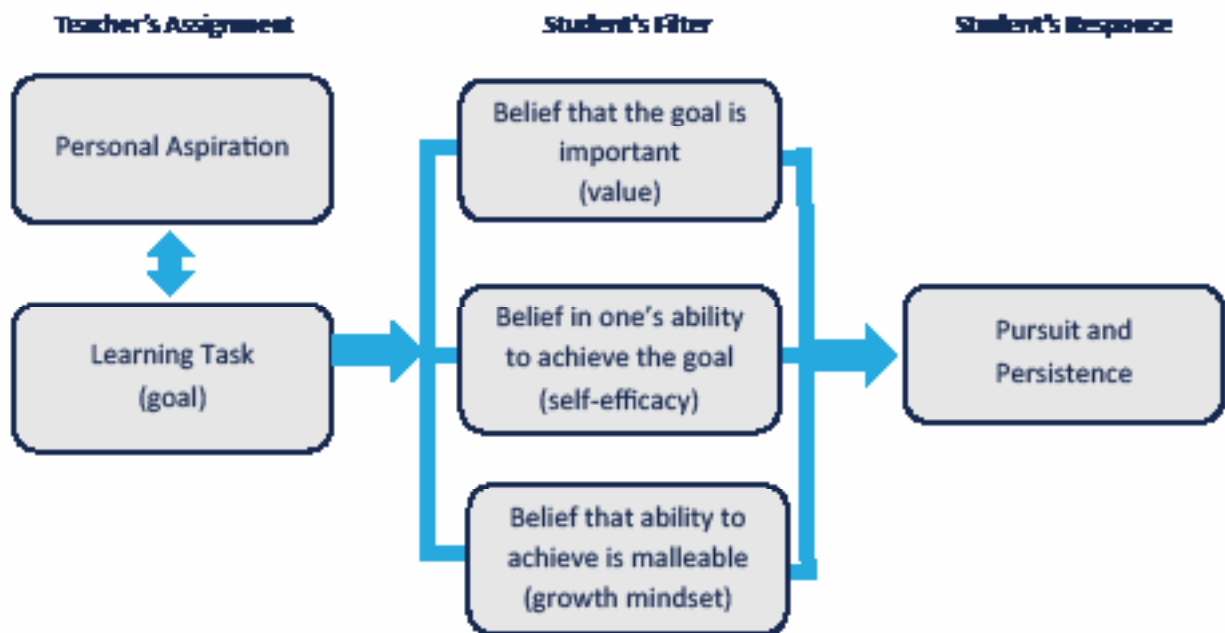 Teacher's Assignment
Student's Filter
Student's Response
Personal Aspiration
Learning Task
(goal)
Belief that the goal is
important
(value)
Belief in one's ability
to achieve the goal
(self-efficacy)
Belief that ability to
achieve is malleable
(growth mindset)
Pursuit and
Persistence